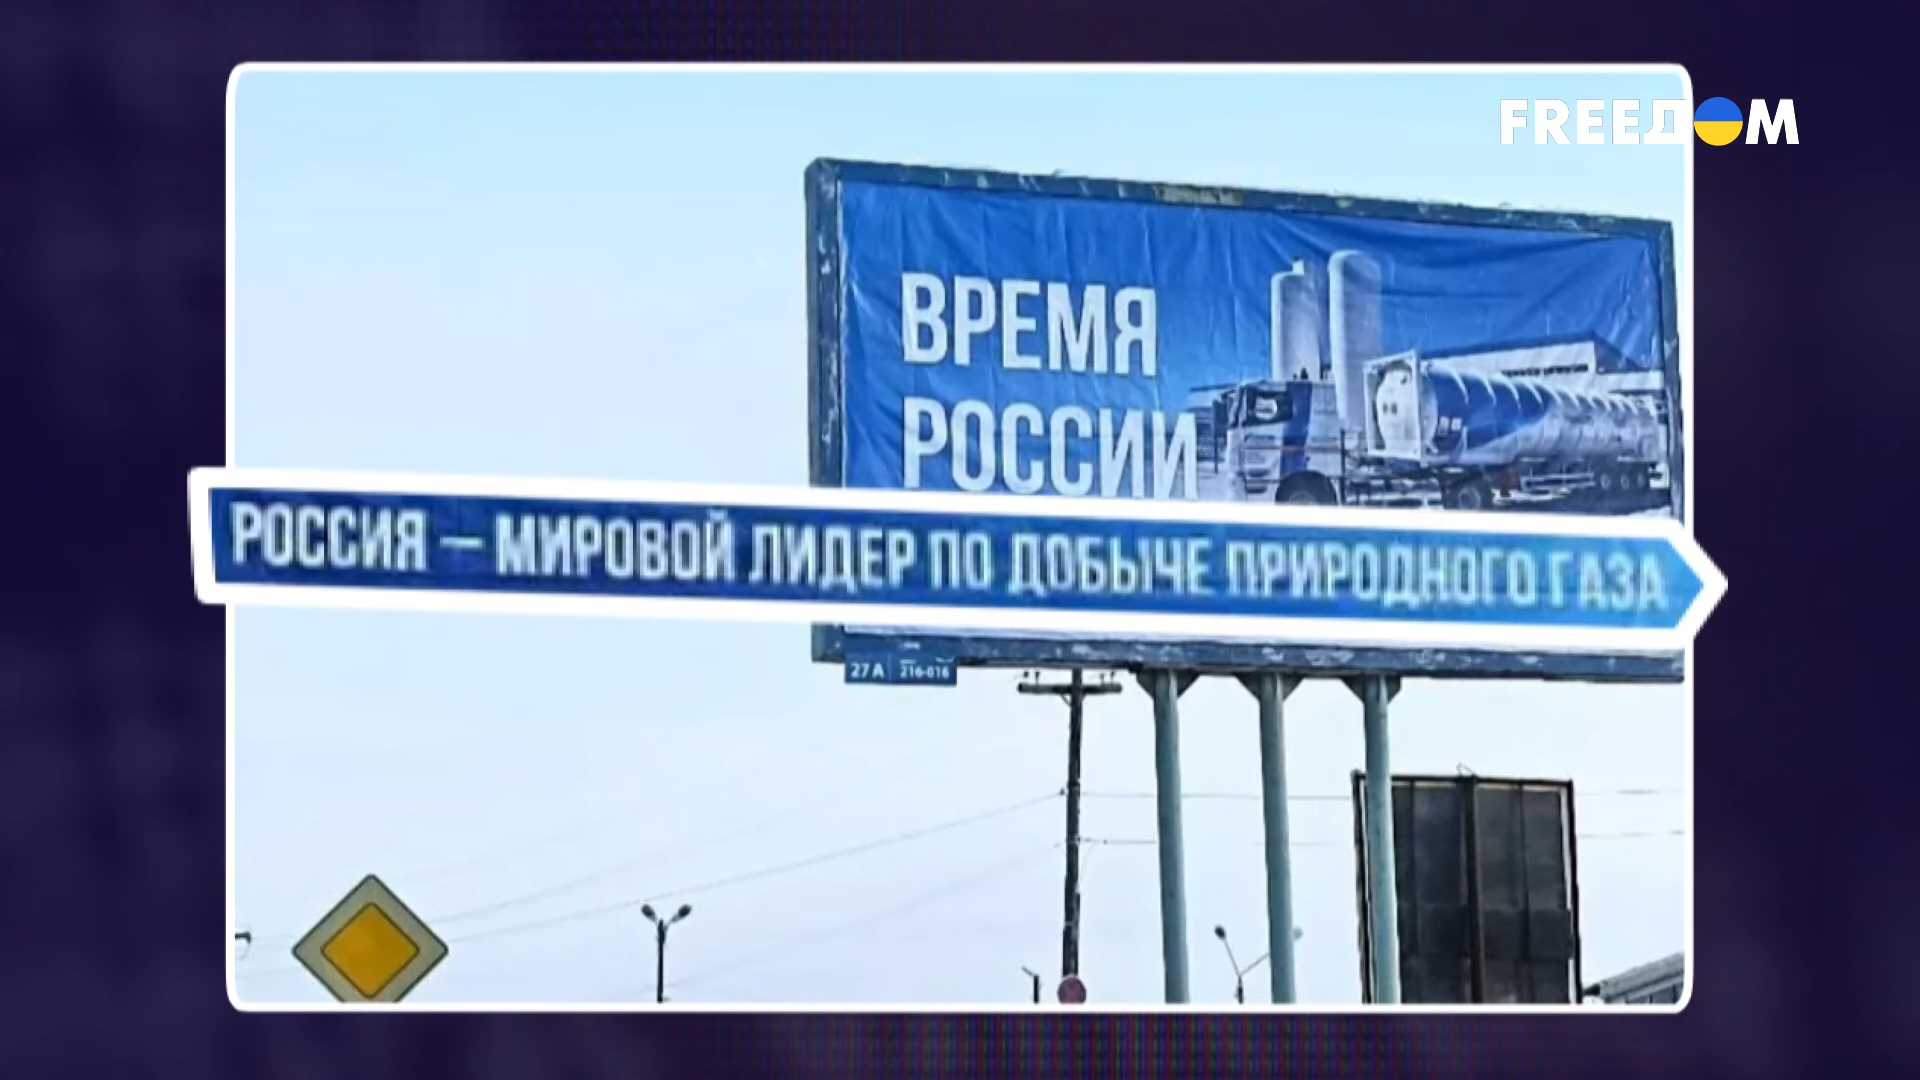 FREEДOM
ВРЕМЯ
РОССИИ
РОССИЯ – МИРОВОЙ ЛИДЕР ПО ДОБЫЧЕ ПРИРОДНОГО ГАЗА
27А 216-016